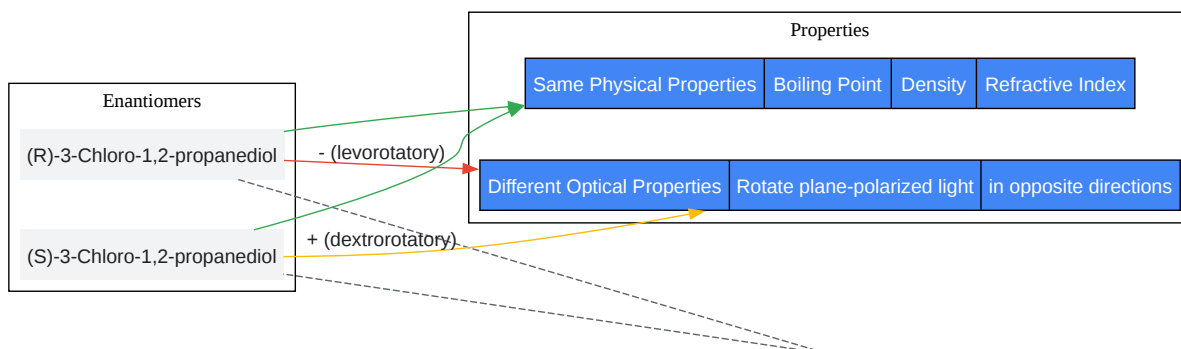 Properties
Same Physical Properties Boiling Point Density Refractive Index
Enantiomers
(R)-3-Chloro-1,2-propanediol
- (levorotatory)
Different Optical Properties Rotate plane-polarized light in opposite directions
+ (dextrorotatory)
(S)-3-Chloro-1,2-propanediol